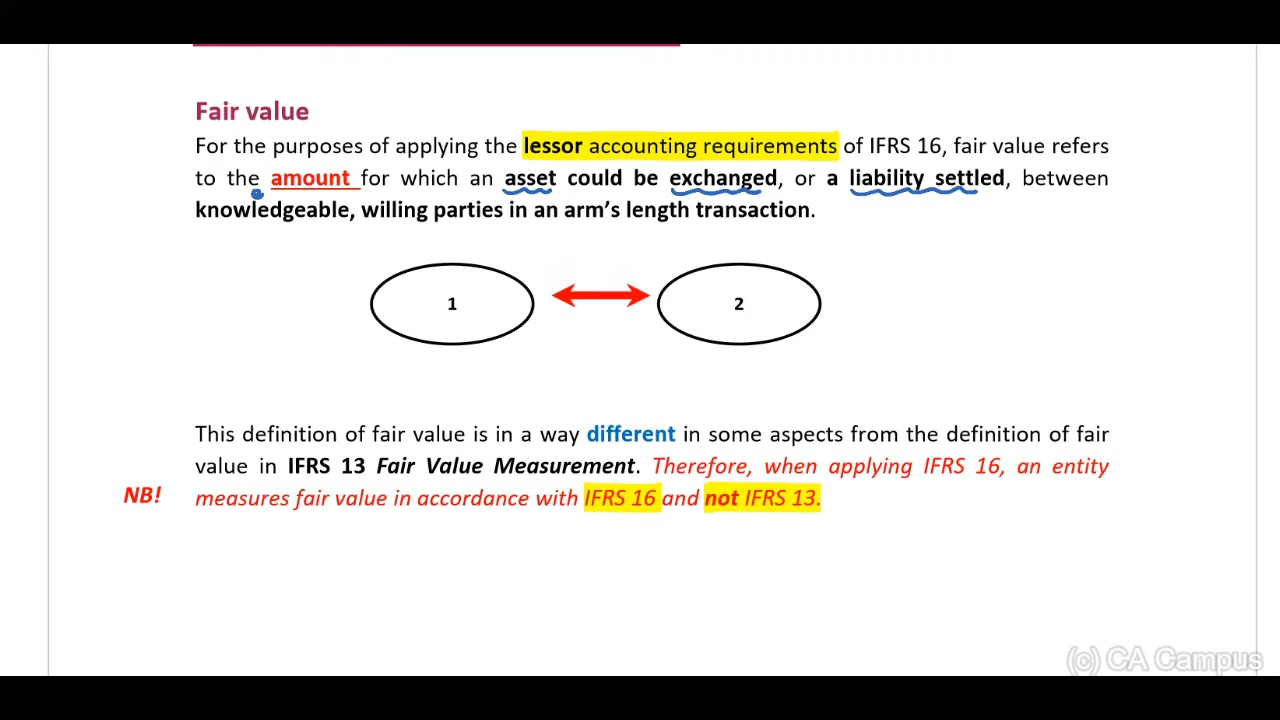 Fair value
For the purposes of applying the lessor accounting requirements of IFRS 16, fair value refers
to the amount for which an asset could be exchanged, or a liability settled, between
knowledgeable, willing parties in an arm’s length transaction.
1 2
This definition of fair value is in a way different in some aspects from the definition of fair
value in IFRS 13 Fair Value Measurement. Therefore, when applying IFRS 16, an entity
NB! measures fair value in accordance with IFRS 16 and not IFRS 13.
(c) CA Campus